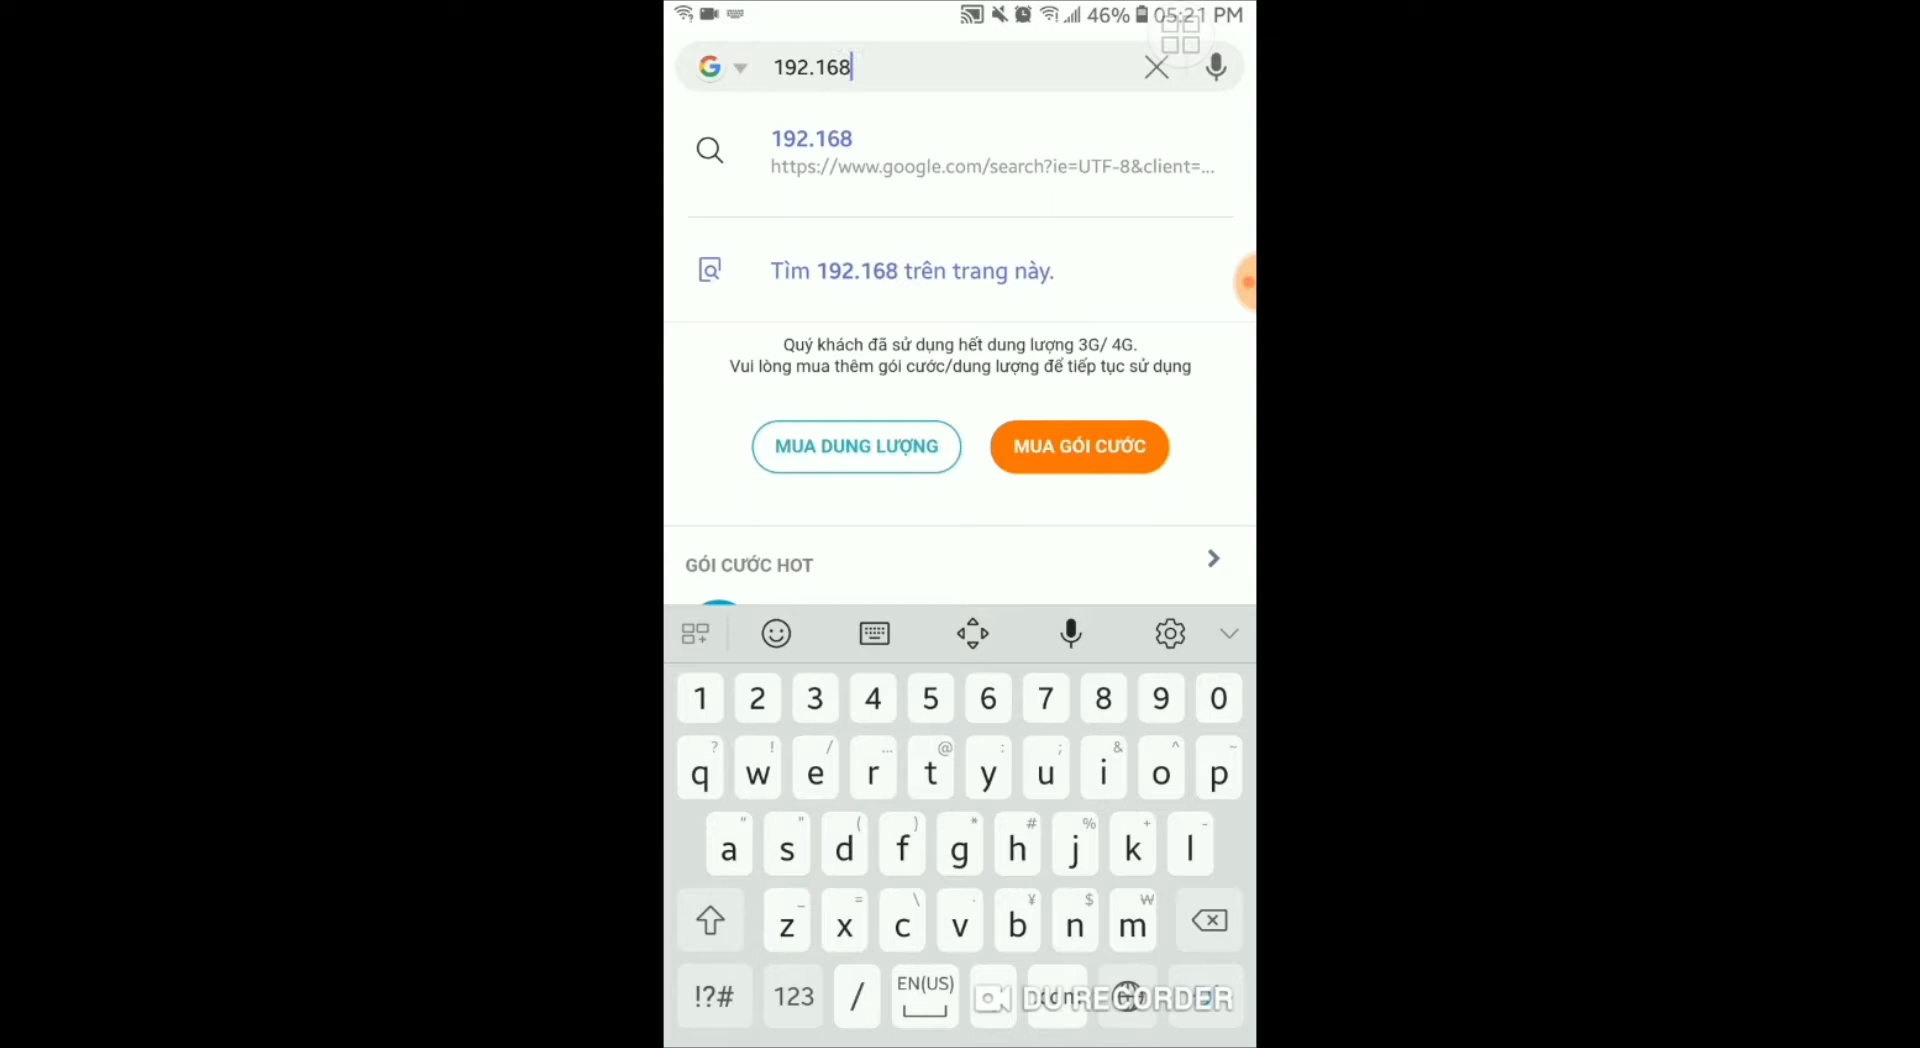 46% 05:21 PM
192.168
192.168
https://www.google.com/search?ie=UTF-8&client=...
Tìm 192.168 trên trang này.
Quý khách đã sử dụng hết dung lượng 3G/ 4G.
Vui lòng mua thêm gói cước/dung lượng để tiếp tục sử dụng
MUA DUNG LƯỢNG MUA GÓI CƯỚC
GÓI CƯỚC HOT
1 2 3 4 5 6 7 8 9 0
? ! / ... @ : ; & ^ ~
q w e r t y u i o p
" " ( ) * # % + -
a s d f g h j k l
_ = \ · ¥ $ ₩
z x c v b n m
EN(US)
!?# 123 /
DU RECORDER